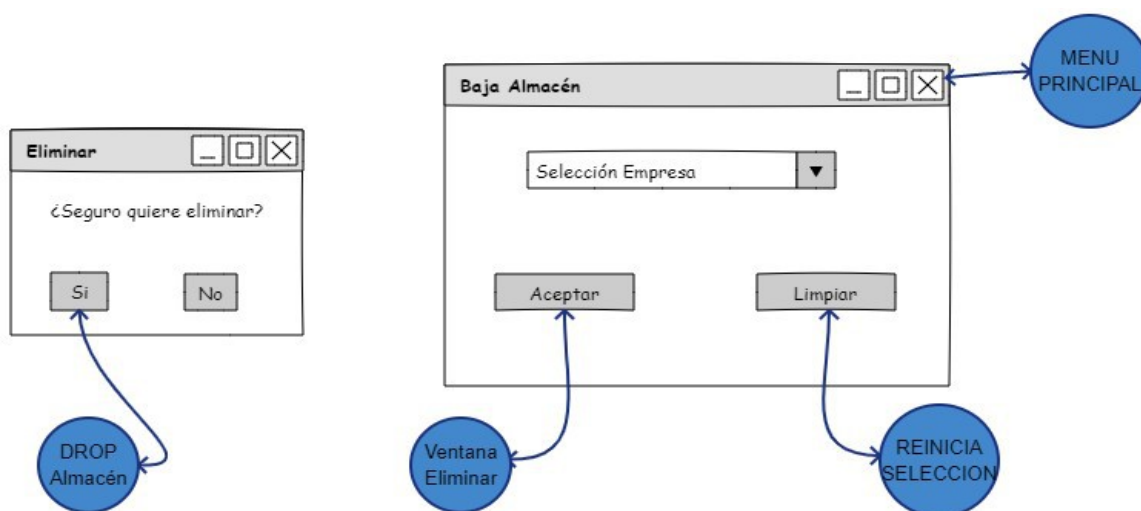 MENU
PRINCIPAL
Baja Almacén
Selección Empresa
Aceptar
Limpiar
Eliminar
¿Seguro quiere eliminar?
Si
No
DROP
Almacén
Ventana
Eliminar
REINICIA
SELECCION